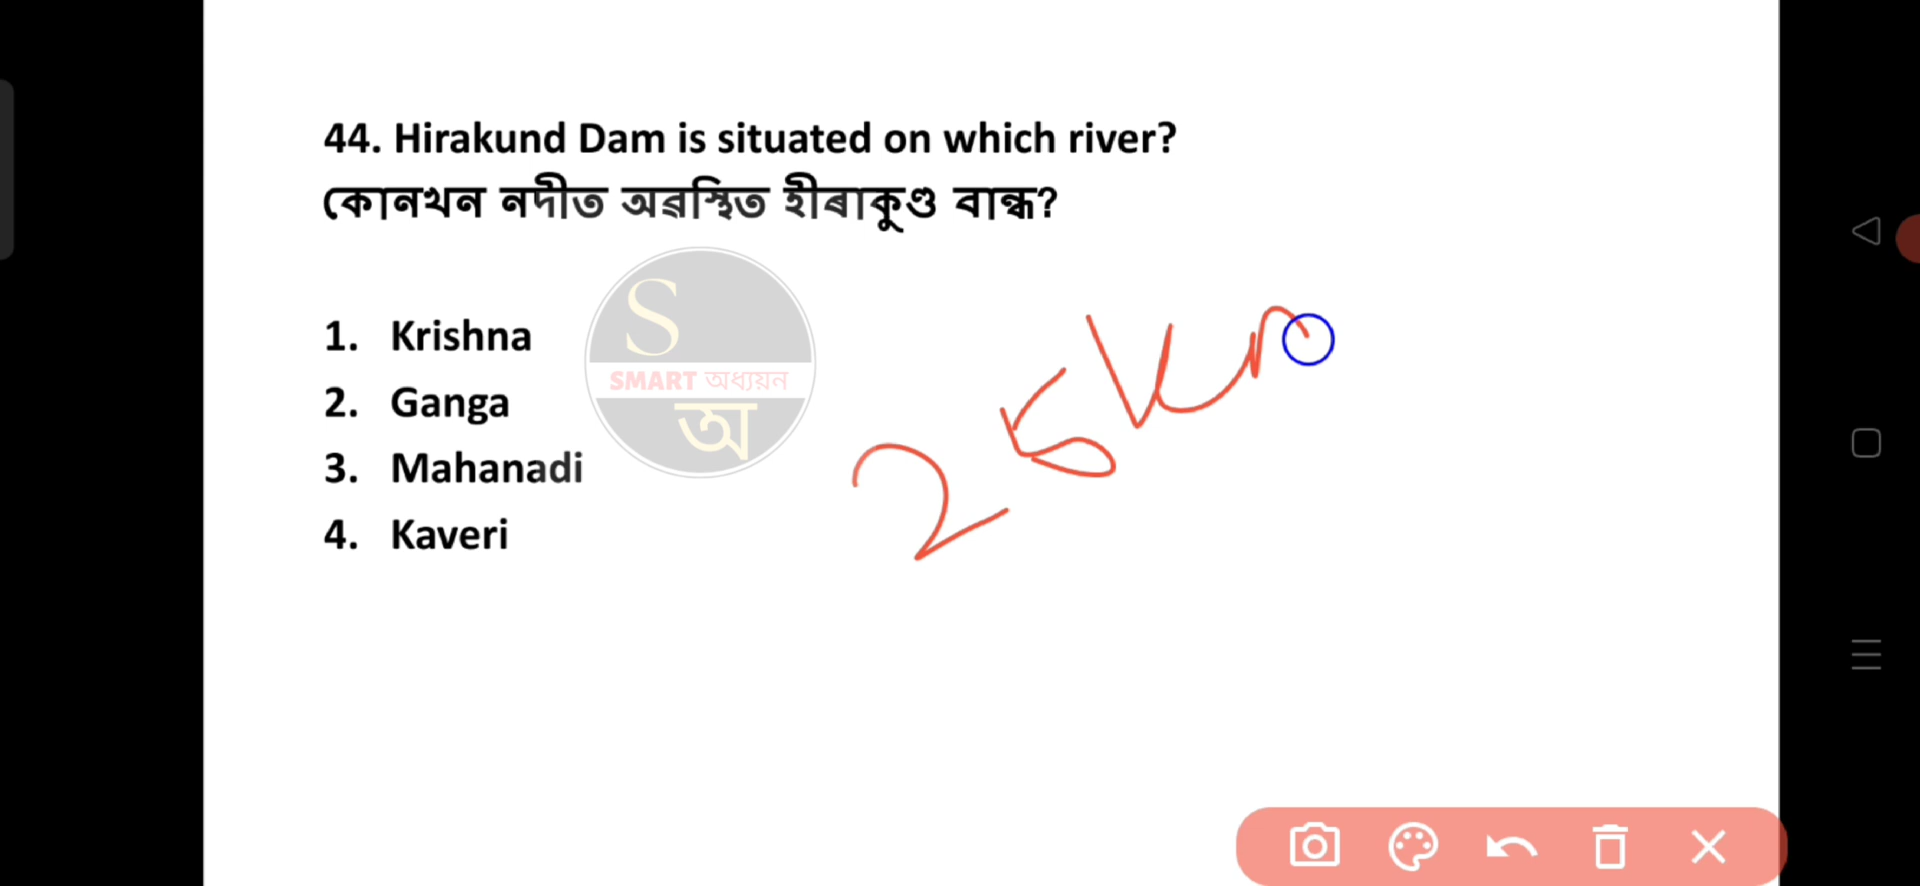 44. Hirakund Dam is situated on which river?
কোনখন নদীত অৱস্থিত হীৰাকুণ্ড বান্ধ?
1. Krishna
2. Ganga
3. Mahanadi
4. Kaveri
S
SMART অধ্যয়ন
অ
25km